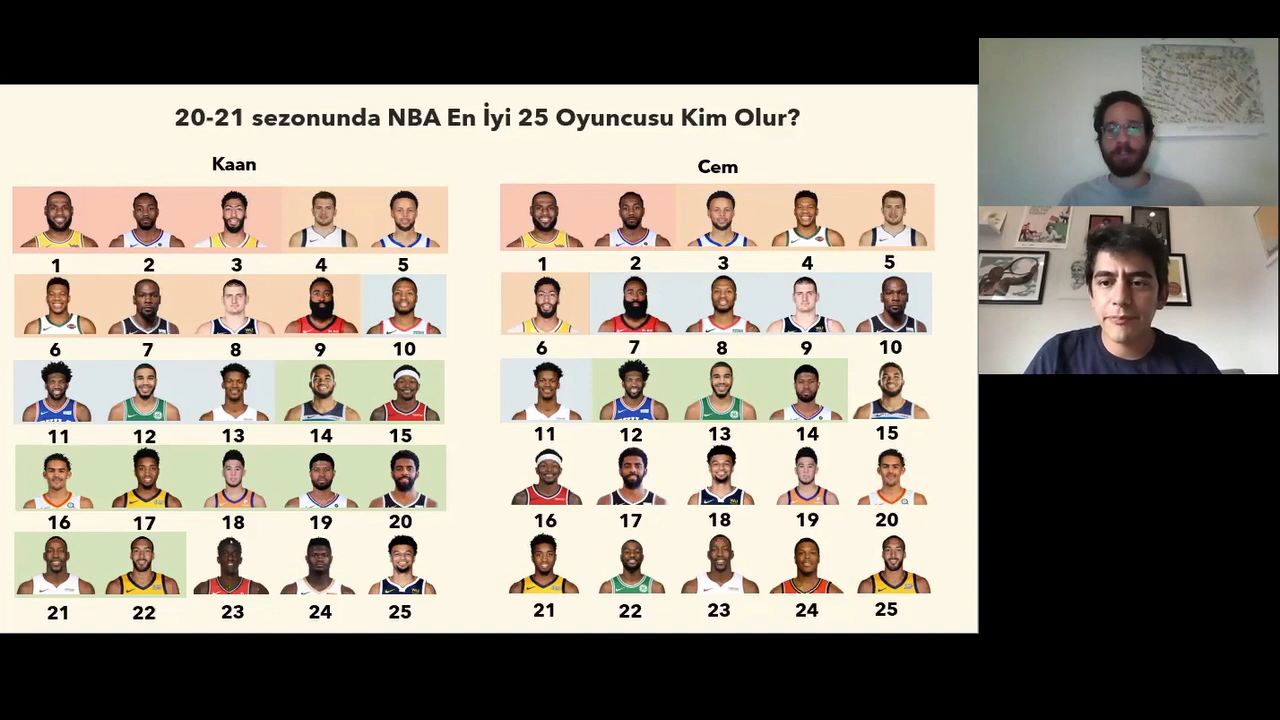 20-21 sezonunda NBA En İyi 25 Oyuncusu Kim Olur?
Kaan
1 2 3 4 5
6 7 8 9 10
11 12 13 14 15
16 17 18 19 20
21 22 23 24 25
Cem
1 2 3 4 5
6 7 8 9 10
11 12 13 14 15
16 17 18 19 20
21 22 23 24 25